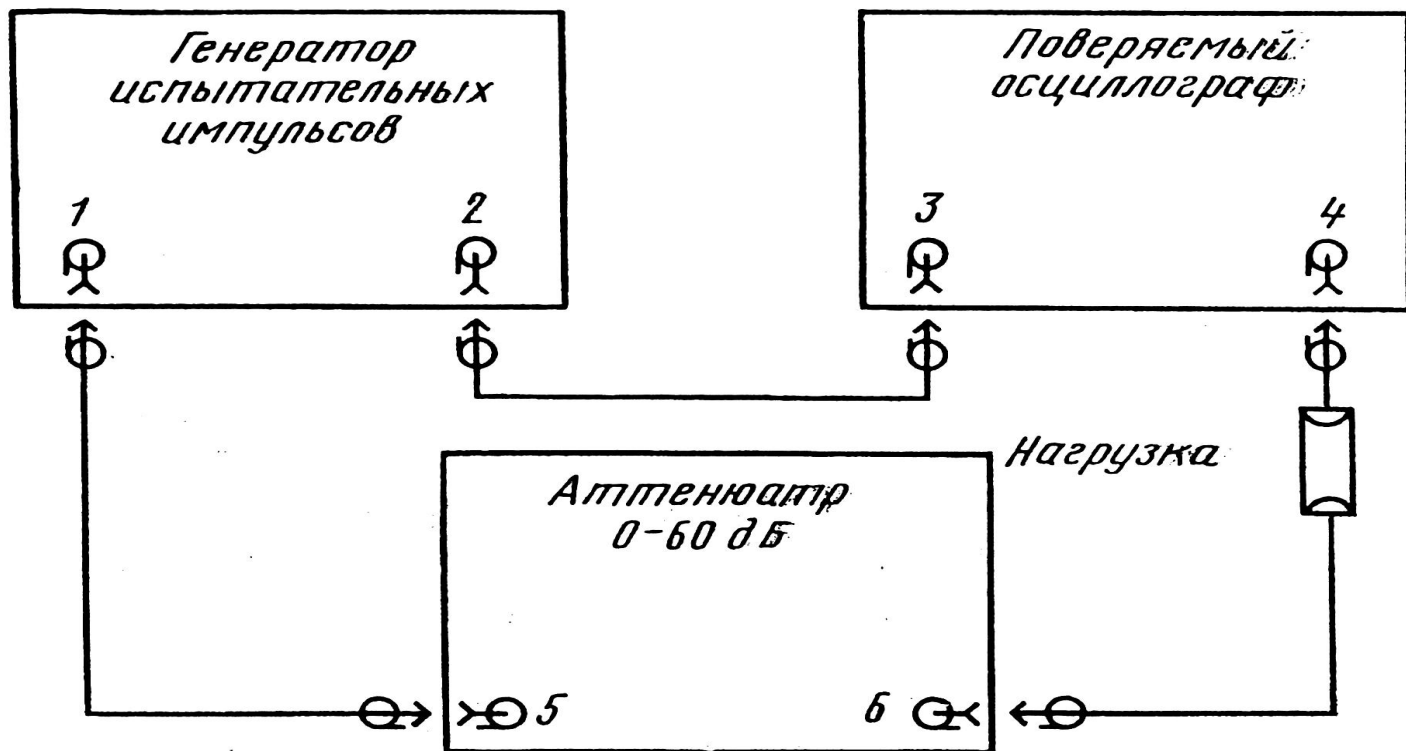 Генератор
испытательных
импульсов
1
2
Поверяемый
осциллограф
3
4
Нагрузка
Аттенюатр
0-60 дБ
5
6